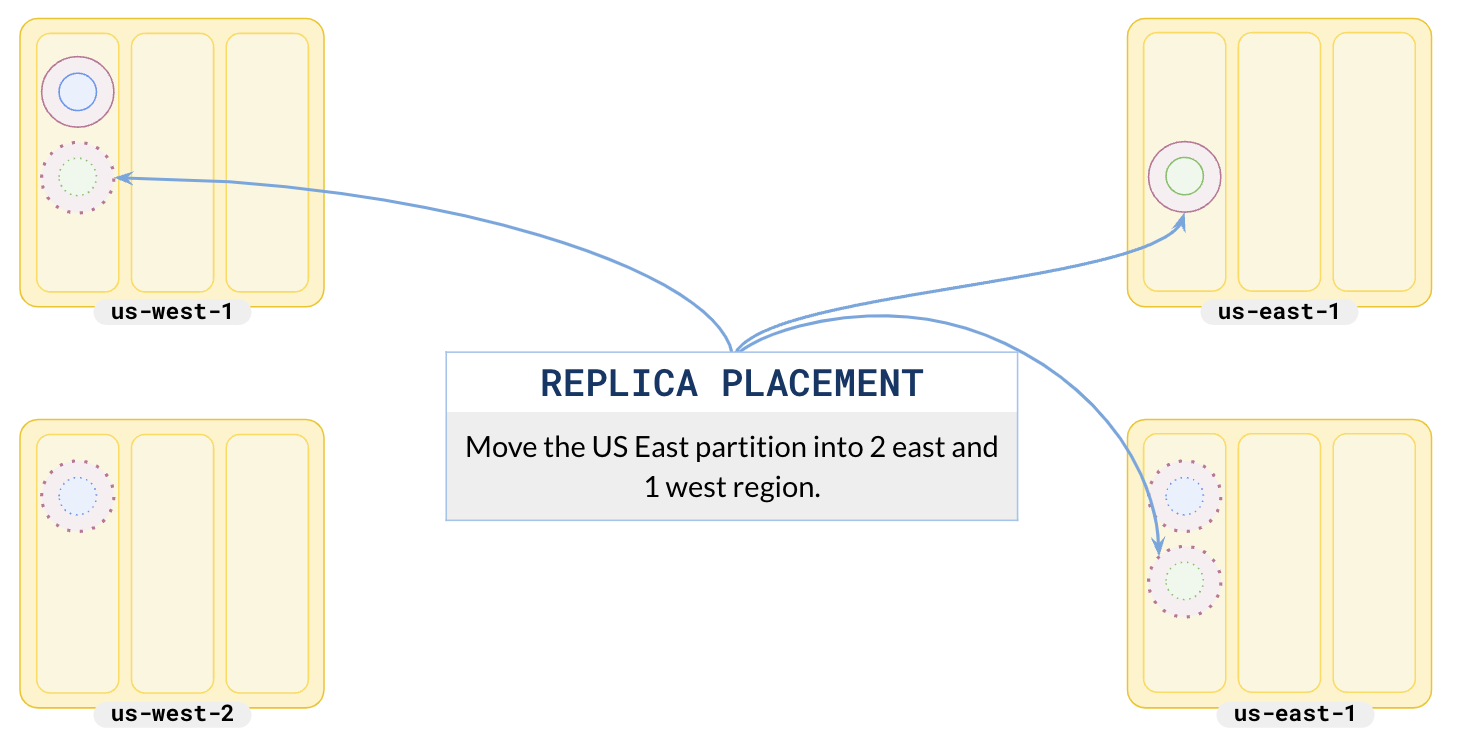 us-west-1
us-east-1
REPLICA PLACEMENT
Move the US East partition into 2 east and
1 west region.
us-west-2
us-east-1